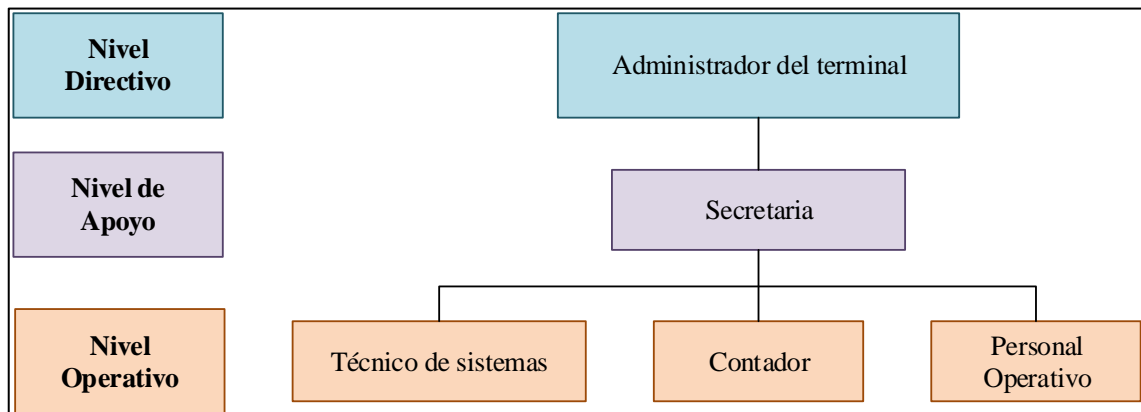 Nivel
Directivo
Administrador del terminal
Nivel de
Apoyo
Secretaria
Nivel
Operativo
Técnico de sistemas
Contador
Personal
Operativo